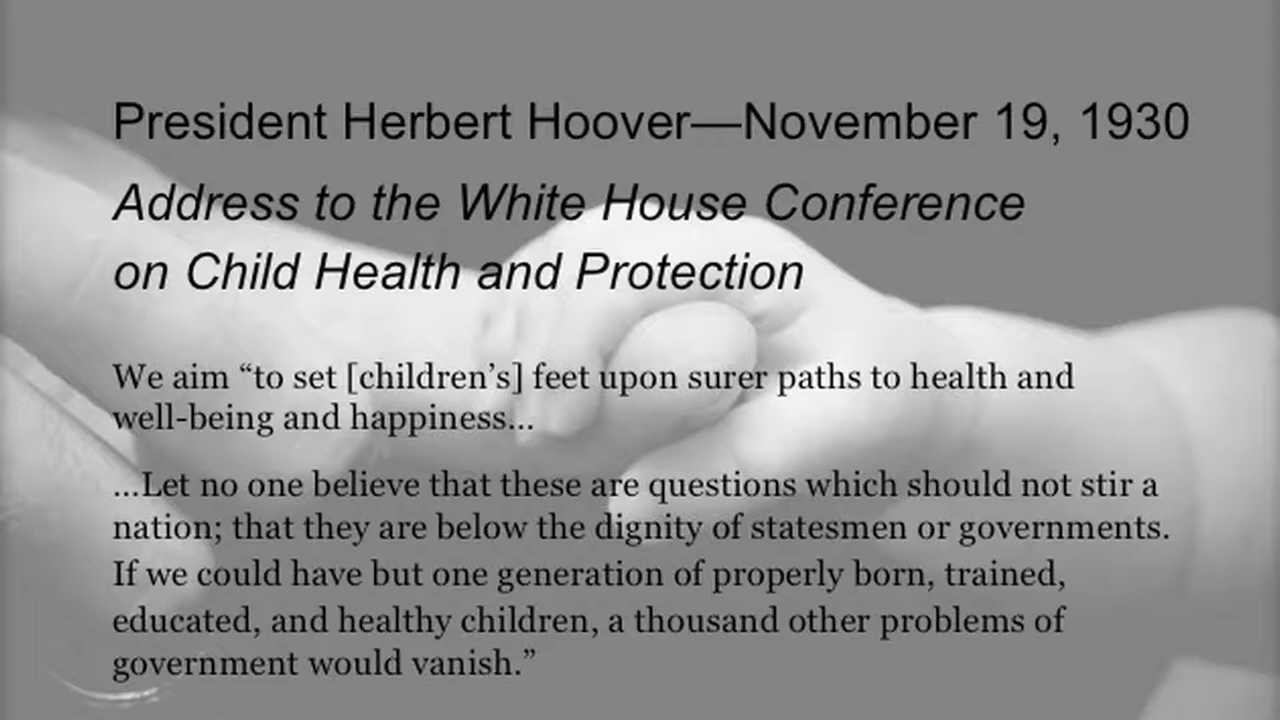 President Herbert Hoover—November 19, 1930
Address to the White House Conference
on Child Health and Protection
We aim “to set [children’s] feet upon surer paths to health and
well-being and happiness…
…Let no one believe that these are questions which should not stir a
nation; that they are below the dignity of statesmen or governments.
If we could have but one generation of properly born, trained,
educated, and healthy children, a thousand other problems of
government would vanish.”